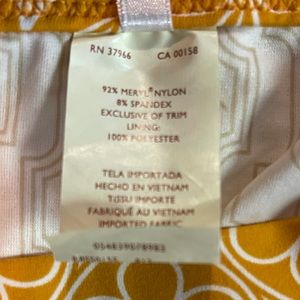 RN 37966 CA 00158
92% MERYL® NYLON
8% SPANDEX
EXCLUSIVE OF TRIM
LINING:
100% POLYESTER
TELA IMPORTADA
HECHO EN VIETNAM
TISSU IMPORTE
FABRIQUÉ AU VIETNAM
IMPORTED FABRIC